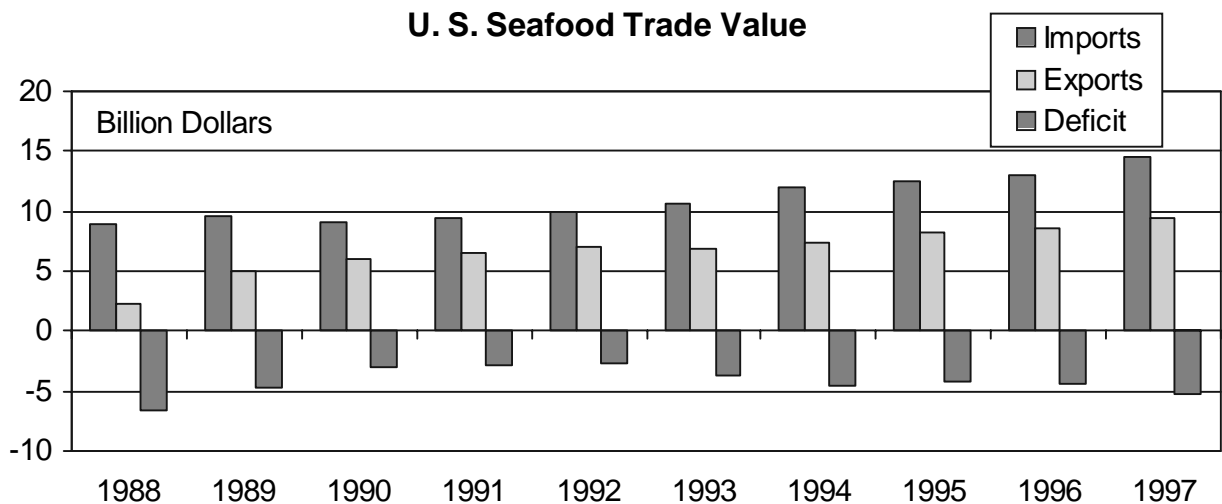 U. S. Seafood Trade Value
Imports
Exports
Deficit
Billion Dollars
20
15
10
5
0
-5
-10
1988 1989 1990 1991 1992 1993 1994 1995 1996 1997